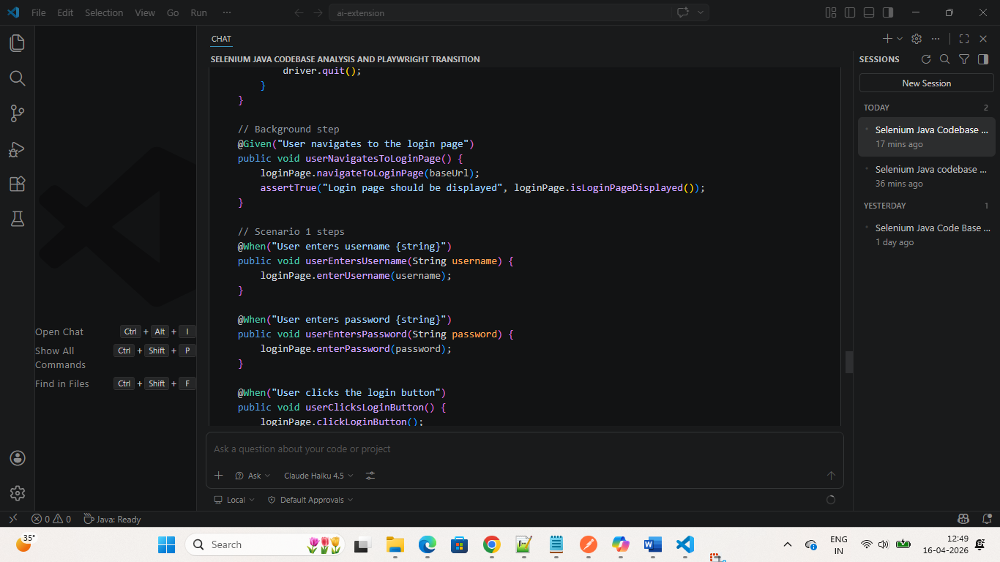 File Edit Selection View Go Run ···
ai-extension
CHAT
SELENIUM JAVA CODEBASE ANALYSIS AND PLAYWRIGHT TRANSITION
driver.quit();
}
}
// Background step
@Given("User navigates to the login page")
public void userNavigatesToLoginPage() {
loginPage.navigateToLoginPage(baseUrl);
assertTrue("Login page should be displayed", loginPage.isLoginPageDisplayed());
}
// Scenario 1 steps
@When("User enters username {string}")
public void userEntersUsername(String username) {
loginPage.enterUsername(username);
}
@When("User enters password {string}")
public void userEntersPassword(String password) {
loginPage.enterPassword(password);
}
@When("User clicks the login button")
public void userClicksLoginButton() {
loginPage.clickLoginButton();
Open Chat Ctrl + Alt + I
Show All Commands Ctrl + Shift + P
Find in Files Ctrl + Shift + F
Ask a question about your code or project
Ask Claude Haiku 4.5
Local Default Approvals
SESSIONS
New Session
TODAY 2
Selenium Java Codebase ...
17 mins ago
Selenium Java codebase ...
36 mins ago
YESTERDAY 1
Selenium Java Code Base ...
1 day ago
0 0 Java: Ready
35°
Search
ENG
IN
12:49
16-04-2026